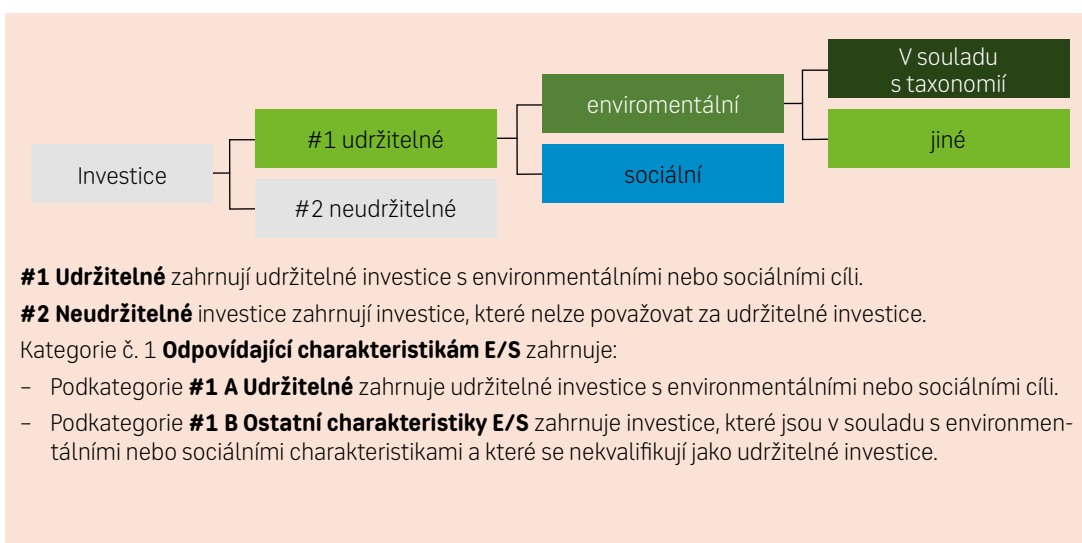 V souladu
s taxonomií
enviromentální
#1 udržitelné
jiné
Investice
sociální
#2 neudržitelné
#1 Udržitelné zahrnují udržitelné investice s environmentálními nebo sociálními cíli.
#2 Neudržitelné investice zahrnují investice, které nelze považovat za udržitelné investice.
Kategorie č. 1 Odpovídající charakteristikám E/S zahrnuje:
– Podkategorie #1 A Udržitelné zahrnuje udržitelné investice s environmentálními nebo sociálními cíli.
– Podkategorie #1 B Ostatní charakteristiky E/S zahrnuje investice, které jsou v souladu s environmen-
tálními nebo sociálními charakteristikami a které se nekvalifikují jako udržitelné investice.